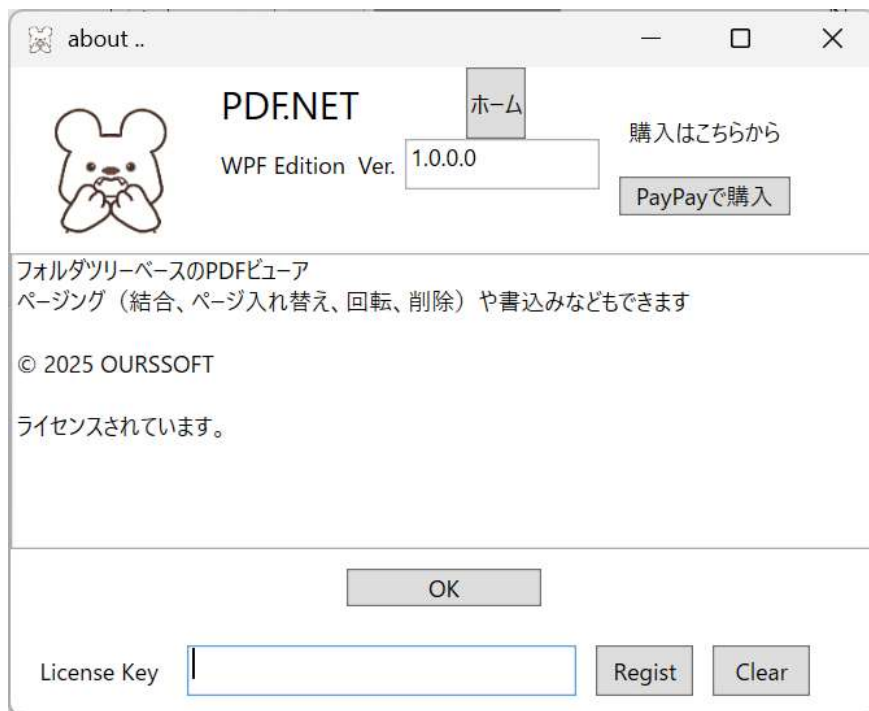 about ..
PDF.NET
ホーム
WPF Edition Ver.
1.0.0.0
購入はこちらから
PayPayで購入
フォルダツリーベースのPDFビューア
ページング（結合、ページ入れ替え、回転、削除）や書込みなどもできます
© 2025 OURSSOFT
ライセンスされています。
OK
License Key
Regist
Clear